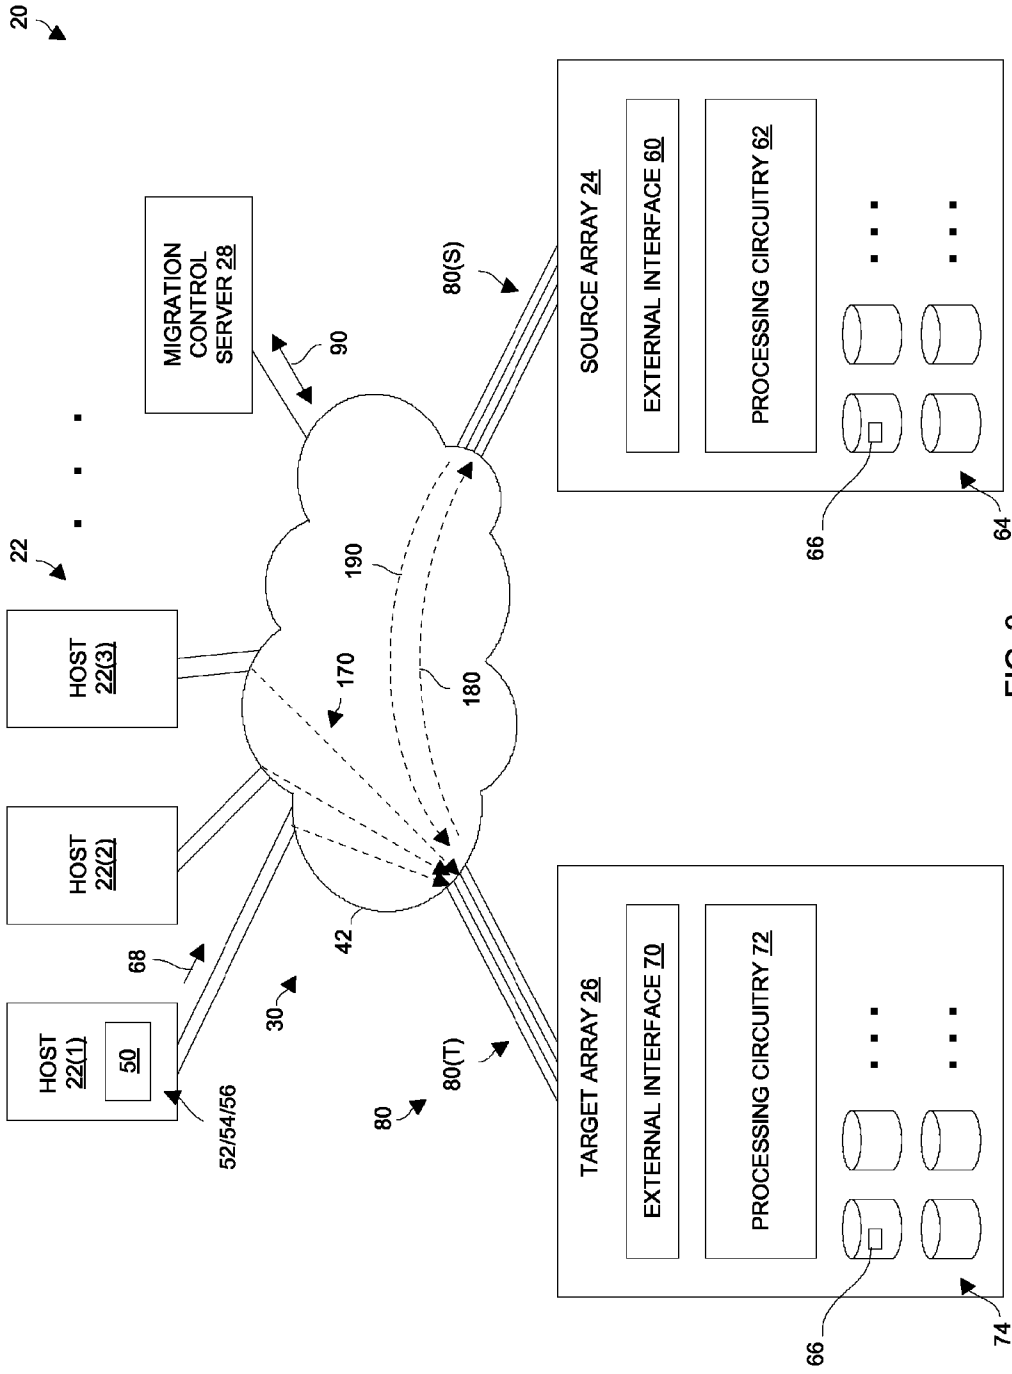 20
HOST
22(1)
50
52/54/56
HOST
22(2)
HOST
22(3)
22
MIGRATION
CONTROL
SERVER 28
68
90
30
42
170
190
180
80
80(T)
80(S)
TARGET ARRAY 26
EXTERNAL INTERFACE 70
PROCESSING CIRCUITRY 72
66
74
SOURCE ARRAY 24
EXTERNAL INTERFACE 60
PROCESSING CIRCUITRY 62
66
64